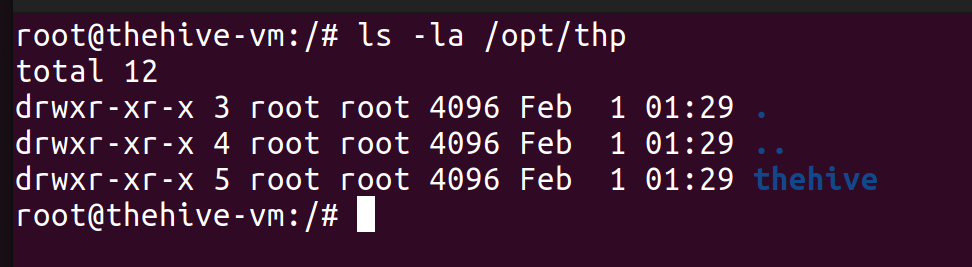 root@thehive-vm:/# ls -la /opt/thp
total 12
drwxr-xr-x 3 root root 4096 Feb  1 01:29 .
drwxr-xr-x 4 root root 4096 Feb  1 01:29 ..
drwxr-xr-x 5 root root 4096 Feb  1 01:29 thehive
root@thehive-vm:/#